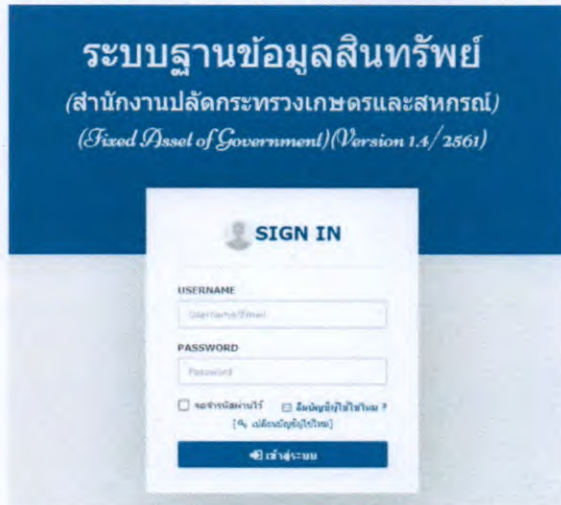 ระบบฐานข้อมูลสินทรัพย์
(สำนักงานปลัดกระทรวงเกษตรและสหกรณ์)
(Fixed Asset of Government)(Version 1.4/2561)
SIGN IN
USERNAME
Username/Email
PASSWORD
Password
จดจำรหัสผ่านไว้ ลืมบัญชีผู้ใช้ใช่ไหม ?
[เปลี่ยนบัญชีผู้ใช้ใหม่]
เข้าสู่ระบบ